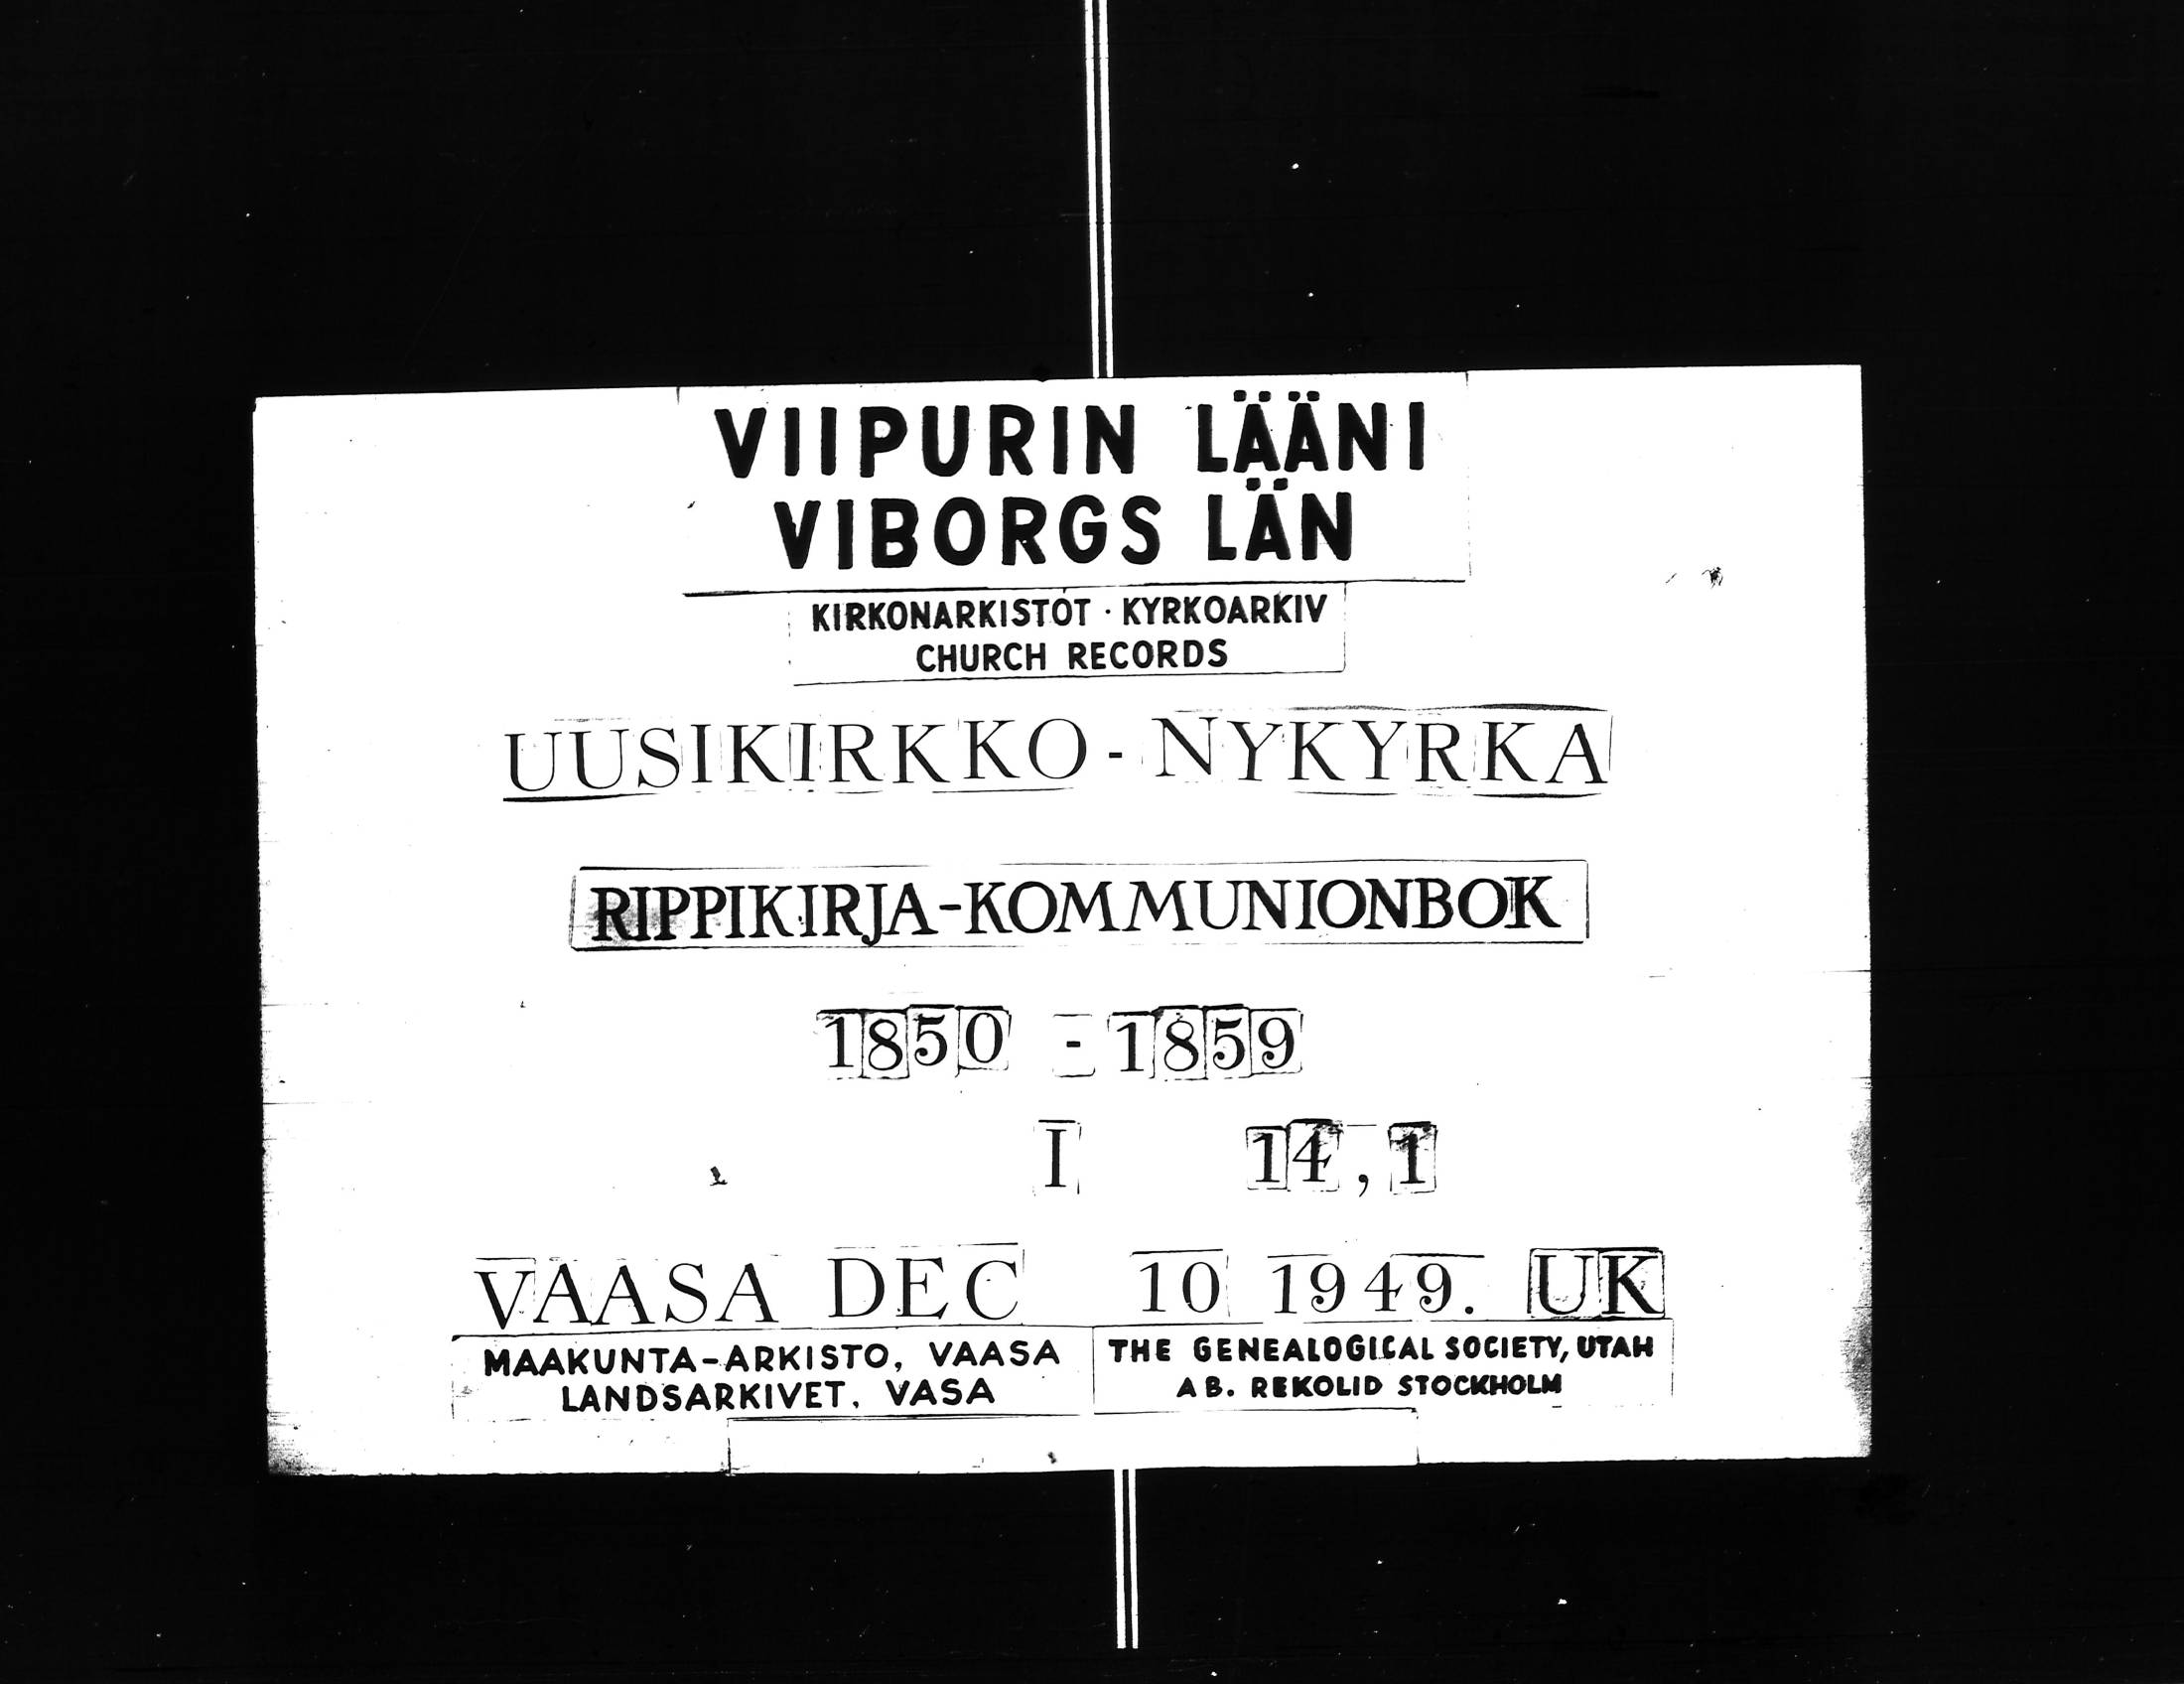 VIIPURIN LÄÄNI
VIBORGS LÄN
KIRKONARKISTOT · KYRKOARKIV
CHURCH RECORDS
UUSIKIRKKO - NYKYRKA
RIPPIKIRJA-KOMMUNIONBOK
1850 - 1859
I 14,1
VAASA DEC 10 1949. UK
MAAKUNTA-ARKISTO, VAASA
LANDSARKIVET, VASA
THE GENEALOGICAL SOCIETY, UTAH
AB. REKOLID STOCKHOLM